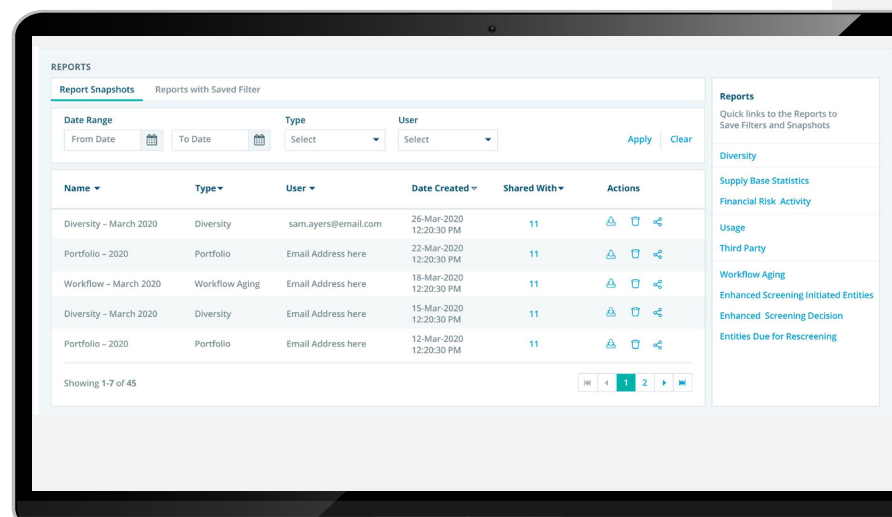 REPORTS
Report Snapshots Reports with Saved Filter
Date Range Type User
From Date To Date Select Select Apply Clear
Name Type User Date Created Shared With Actions
Diversity – March 2020 Diversity sam.ayers@email.com 26-Mar-2020 12:20:30 PM 11
Portfolio – 2020 Portfolio Email Address here 22-Mar-2020 12:20:30 PM 11
Workflow – March 2020 Workflow Aging Email Address here 18-Mar-2020 12:20:30 PM 11
Diversity – March 2020 Diversity Email Address here 15-Mar-2020 12:20:30 PM 11
Portfolio – 2020 Portfolio Email Address here 12-Mar-2020 12:20:30 PM 11
Showing 1-7 of 45 1 2
Reports
Quick links to the Reports to
Save Filters and Snapshots
Diversity
Supply Base Statistics
Financial Risk Activity
Usage
Third Party
Workflow Aging
Enhanced Screening Initiated Entities
Enhanced Screening Decision
Entities Due for Rescreening